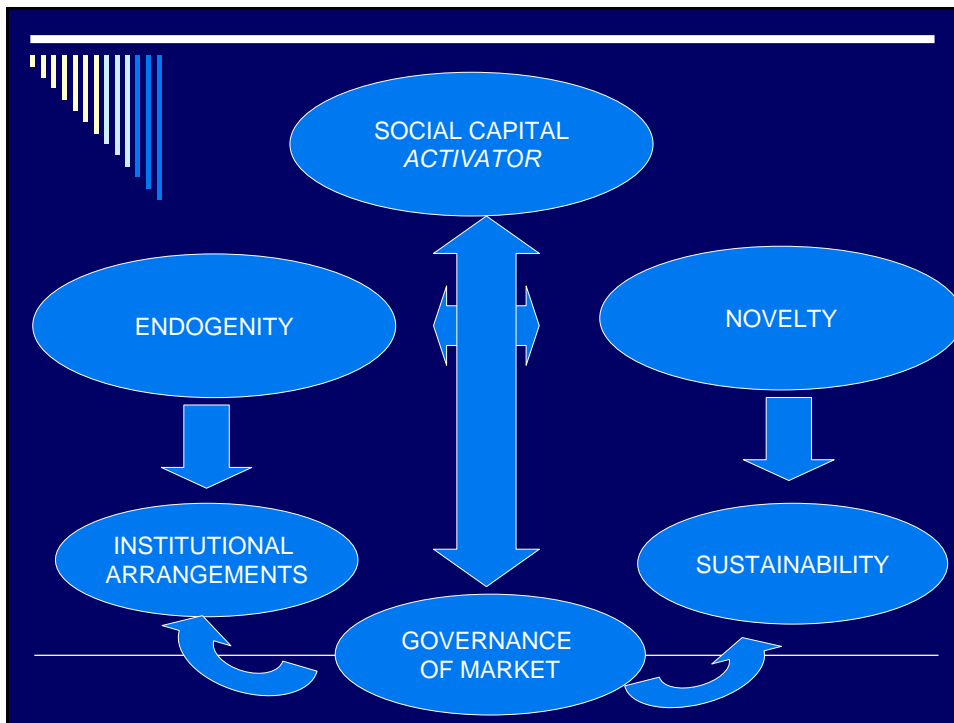 SOCIAL CAPITAL
ACTIVATOR
ENDOGENITY
NOVELTY
INSTITUTIONAL
ARRANGEMENTS
SUSTAINABILITY
GOVERNANCE
OF MARKET